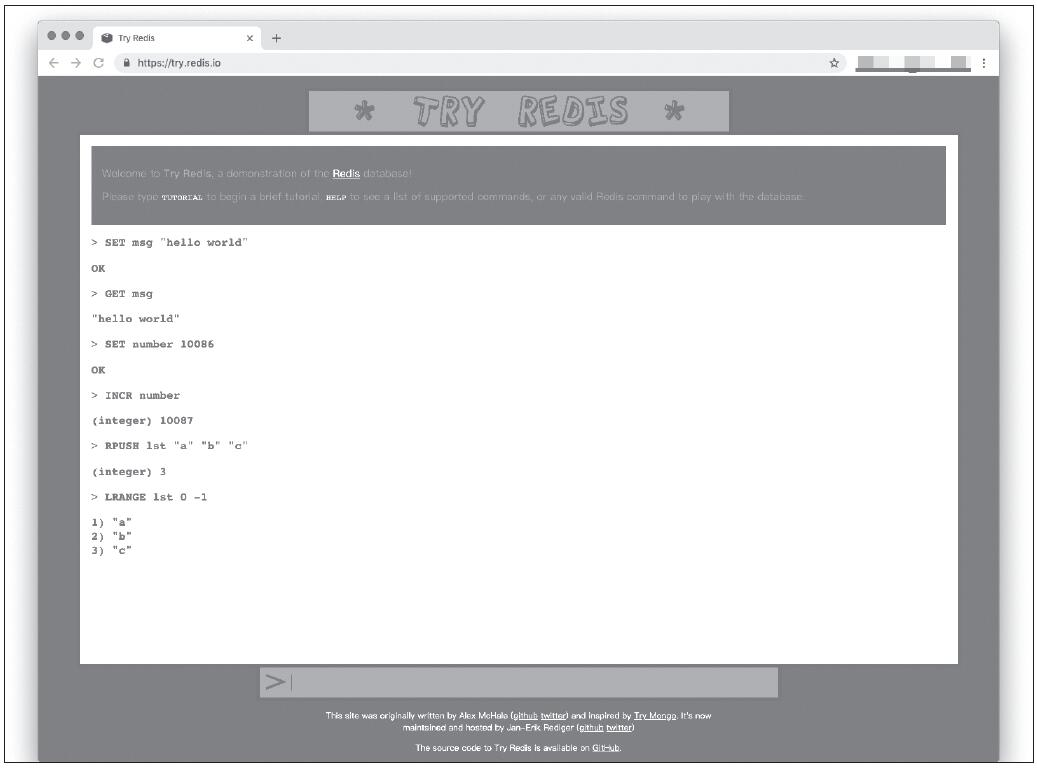 Try Redis
https://try.redis.io
* TRY REDIS *
Welcome to Try Redis, a demonstration of the Redis database!
Please type TUTORIAL to begin a brief tutorial, HELP to see a list of supported commands, or any valid Redis command to play with the database.
> SET msg "hello world"
OK
> GET msg
"hello world"
> SET number 10086
OK
> INCR number
(integer) 10087
> RPUSH lst "a" "b" "c"
(integer) 3
> LRANGE lst 0 -1
1) "a"
2) "b"
3) "c"
>
This site was originally written by Alex McHale (github twitter) and inspired by Try Mongo. It's now
maintained and hosted by Jan-Erik Rediger (github twitter)
The source code to Try Redis is available on GitHub.